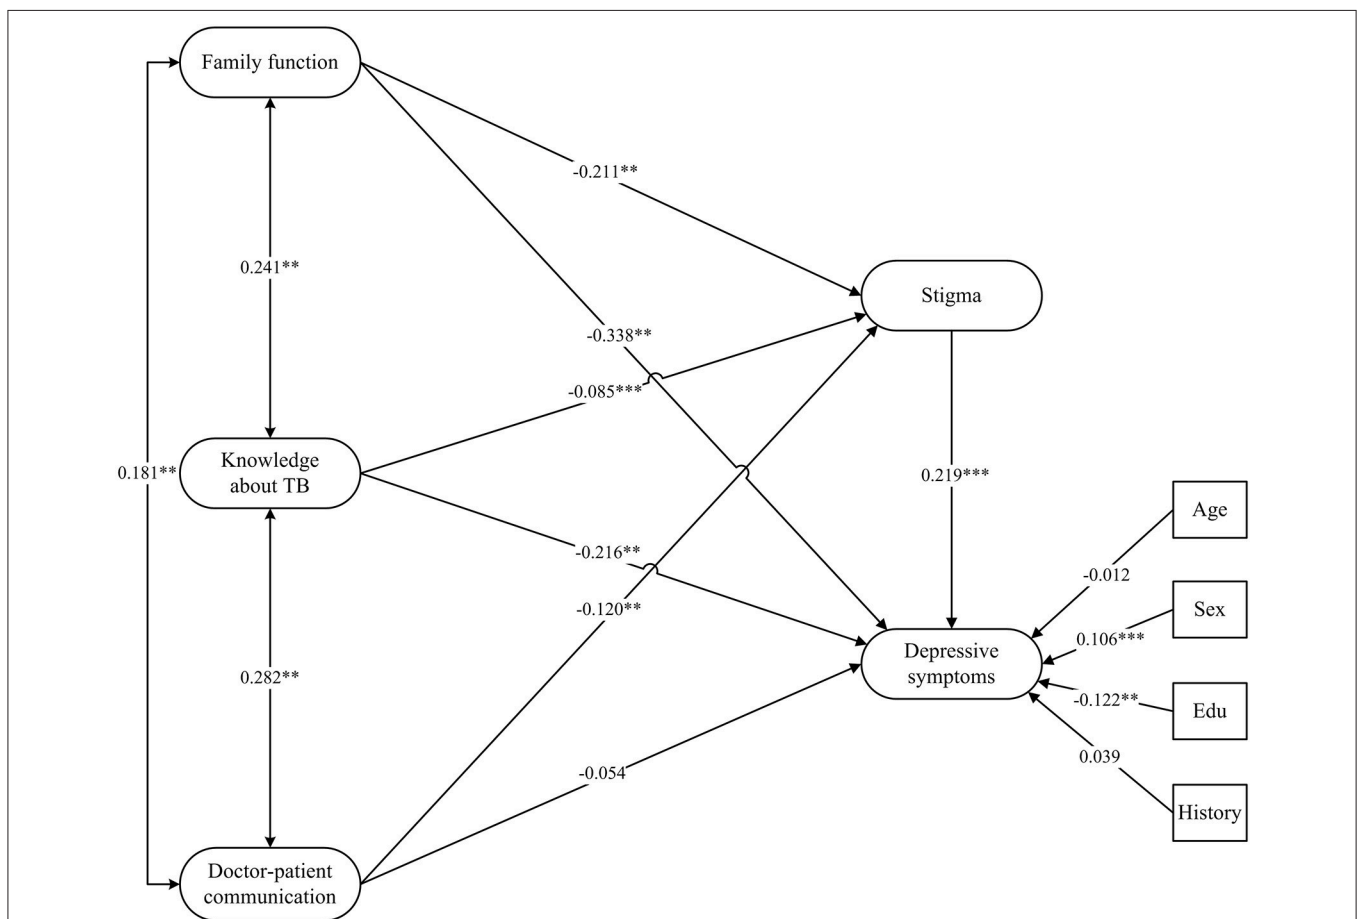 Family function
-0.211**
0.241**
Stigma
-0.338**
-0.085***
Knowledge
about TB
0.181**
0.219***
Age
-0.216**
-0.012
-0.120**
Sex
0.106***
Depressive
symptoms
0.282**
-0.122**
Edu
0.039
-0.054
History
Doctor-patient
communication